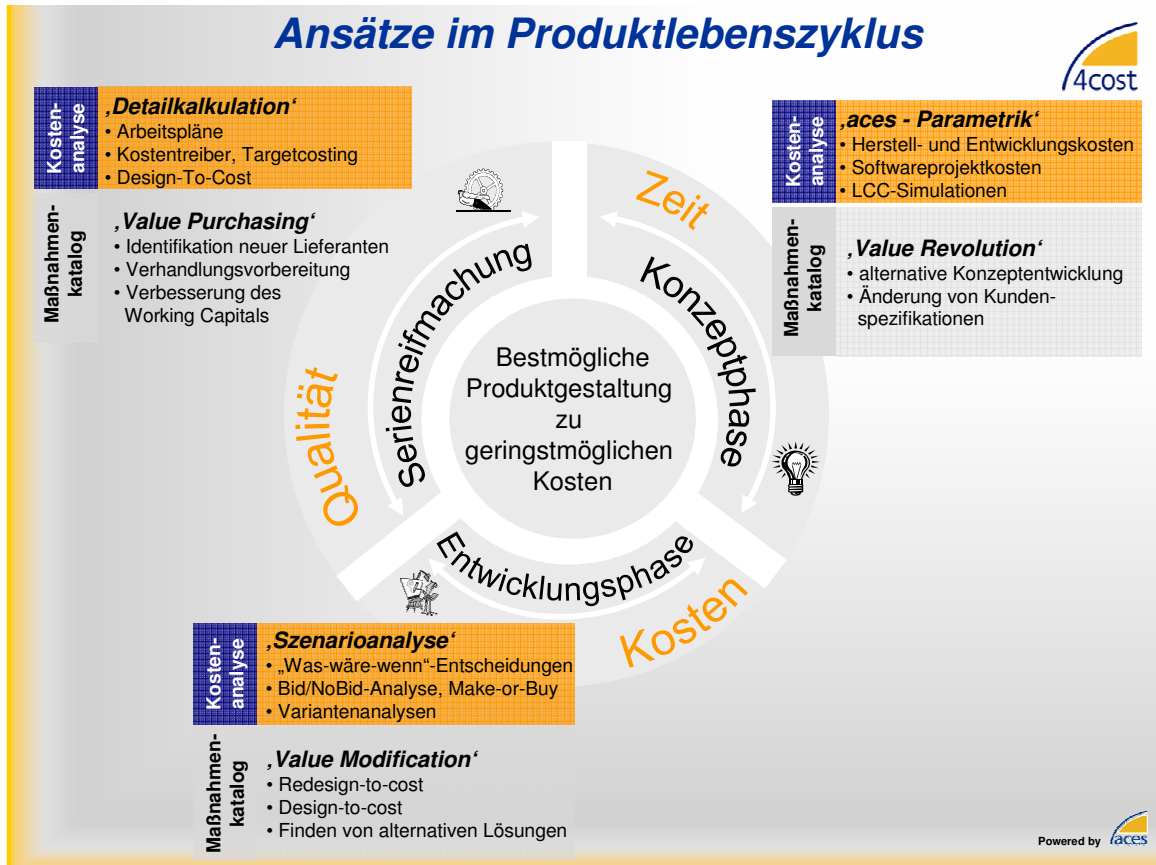 Ansätze im Produktlebenszyklus
4cost
Kosten-
analyse
‚Detailkalkulation‘
• Arbeitspläne
• Kostentreiber, Targetcosting
• Design-To-Cost
Maßnahmen-
katalog
‚Value Purchasing‘
• Identifikation neuer Lieferanten
• Verhandlungsvorbereitung
• Verbesserung des
Working Capitals
Kosten-
analyse
‚aces - Parametrik‘
• Herstell- und Entwicklungskosten
• Softwareprojektkosten
• LCC-Simulationen
Maßnahmen-
katalog
‚Value Revolution‘
• alternative Konzeptentwicklung
• Änderung von Kunden-
spezifikationen
Zeit
Konzeptphase
Serienreifmachung
Qualität
Bestmögliche
Produktgestaltung
zu
geringstmöglichen
Kosten
Entwicklungsphase
Kosten
Kosten-
analyse
‚Szenarioanalyse‘
• „Was-wäre-wenn“-Entscheidungen
• Bid/NoBid-Analyse, Make-or-Buy
• Variantenanalysen
Maßnahmen-
katalog
‚Value Modification‘
• Redesign-to-cost
• Design-to-cost
• Finden von alternativen Lösungen
Powered by aces